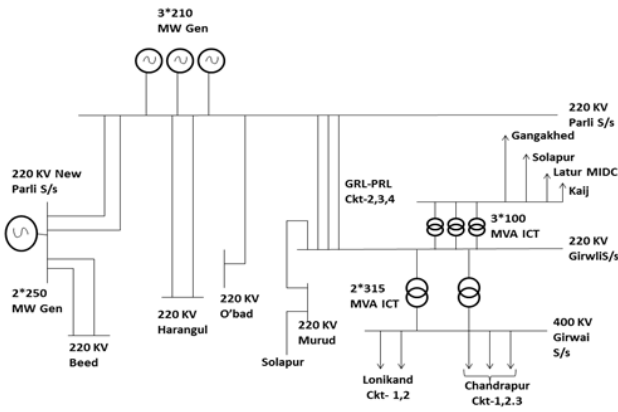 3*210
MW Gen
220 KV
Parli S/s
Gangakhed
Solapur
Latur MIDC
Kaij
220 KV New
Parli S/s
GRL-PRL
Ckt-2,3,4
3*100
MVA ICT
220 KV
GirwliS/s
2*250
MW Gen
220 KV
Beed
220 KV
Harangul
220 KV
O'bad
2*315
MVA ICT
220 KV
Murud
Solapur
400 KV
Girwai
S/s
Lonikand
Ckt- 1,2
Chandrapur
Ckt-1,2.3